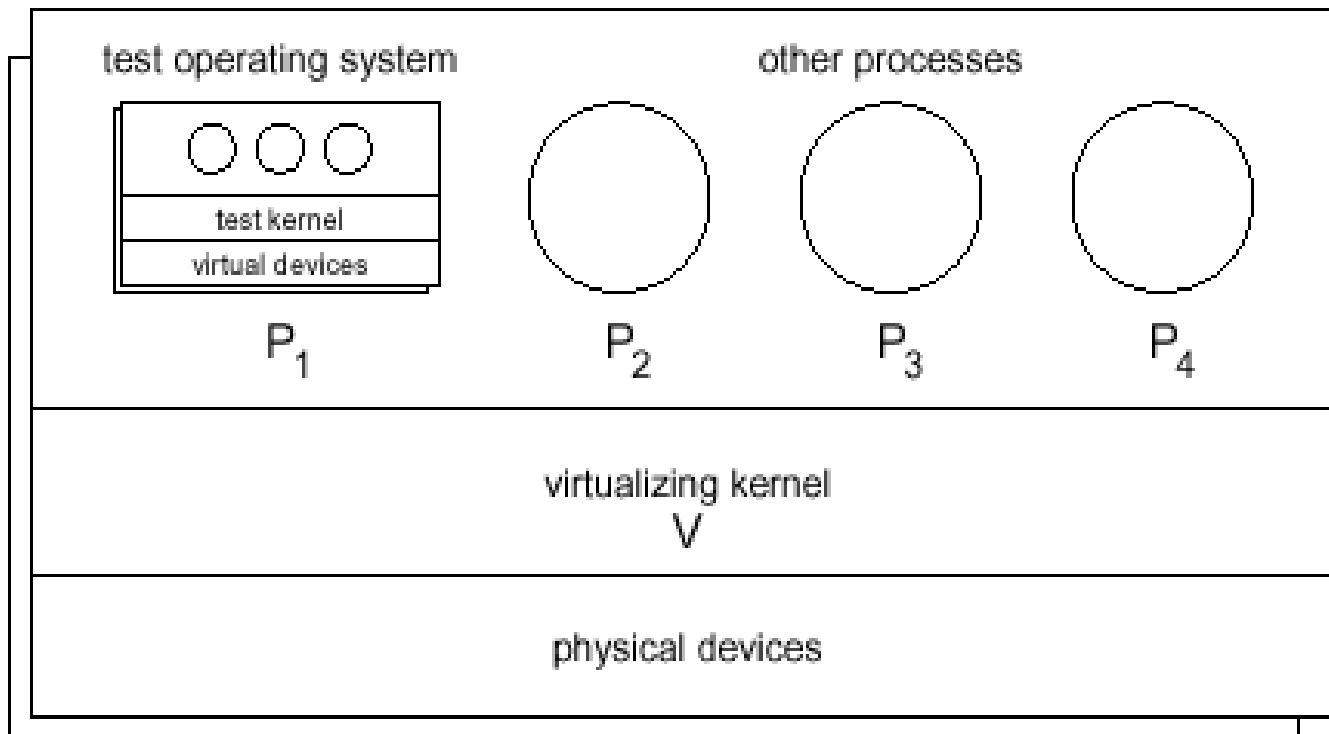 test operating system other processes
test kernel
virtual devices
P1 P2 P3 P4
virtualizing kernel
V
physical devices